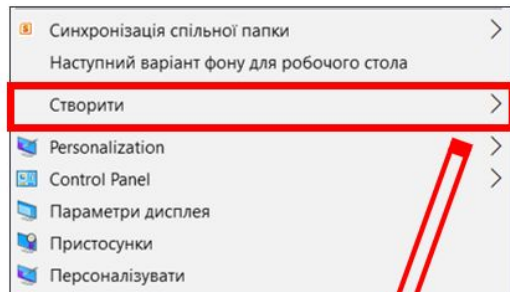 Синхронізація спільної папки
Наступний варіант фону для робочого стола
Створити
Personalization
Control Panel
Параметри дисплея
Пристосунки
Персоналізувати